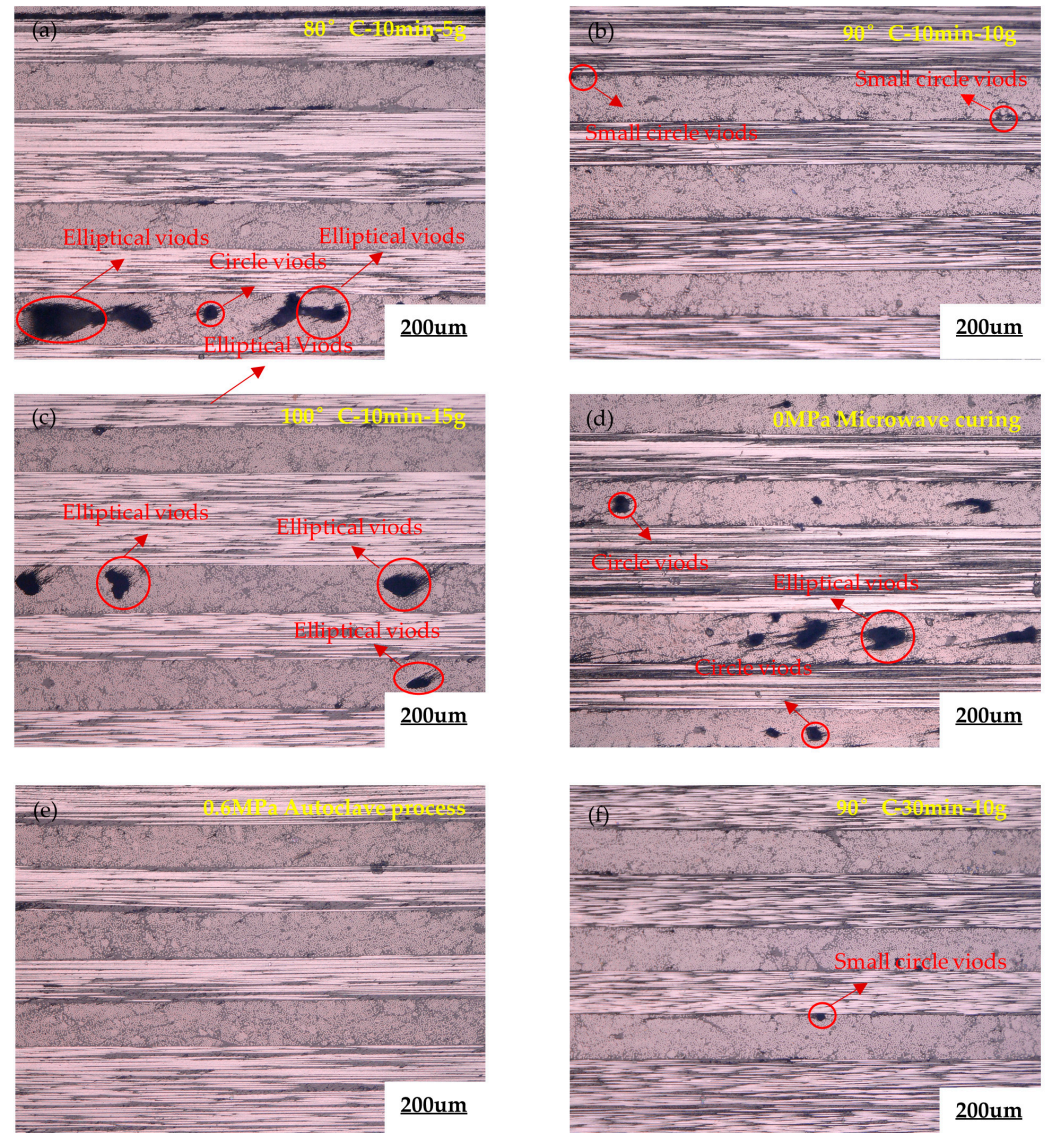 (a)
80° C-10min-5g
Elliptical viods
Elliptical viods
Circle viods
200um
Elliptical Viods
(b)
90° C-10min-10g
Small circle viods
Small circle viods
200um
(c)
100° C-10min-15g
Elliptical viods
Elliptical viods
Elliptical viods
200um
(d)
0MPa Microwave curing
Circle viods
Elliptical viods
Circle viods
200um
(e)
0.6MPa Autoclave process
200um
(f)
90° C-30min-10g
Small circle viods
200um